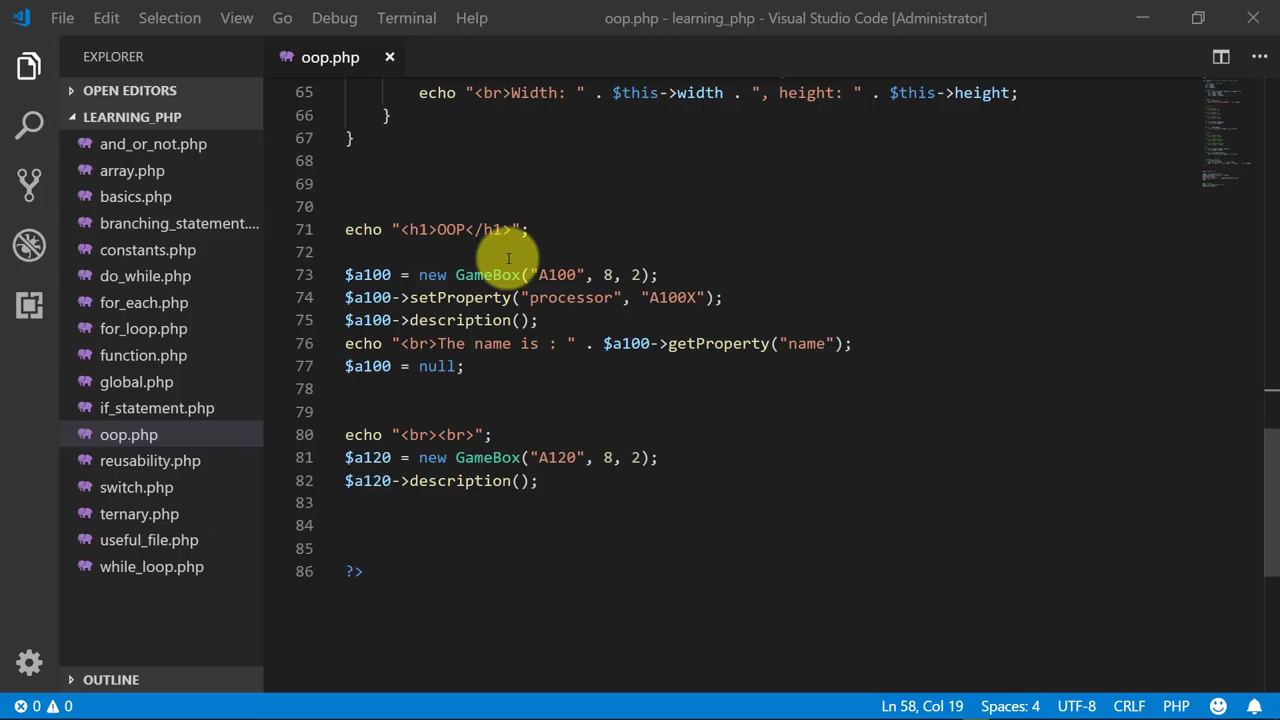 File Edit Selection View Go Debug Terminal Help oop.php - learning_php - Visual Studio Code [Administrator]
EXPLORER
OPEN EDITORS
LEARNING_PHP
and_or_not.php
array.php
basics.php
branching_statement....
constants.php
do_while.php
for_each.php
for_loop.php
function.php
global.php
if_statement.php
oop.php
reusability.php
switch.php
ternary.php
useful_file.php
while_loop.php
OUTLINE
oop.php
65 echo "<br>Width: " . $this->width . ", height: " . $this->height;
66 }
67 }
68
69
70
71 echo "<h1>OOP</h1>";
72
73 $a100 = new GameBox("A100", 8, 2);
74 $a100->setProperty("processor", "A100X");
75 $a100->description();
76 echo "<br>The name is : " . $a100->getProperty("name");
77 $a100 = null;
78
79
80 echo "<br><br>";
81 $a120 = new GameBox("A120", 8, 2);
82 $a120->description();
83
84
85
86 ?>
0 0 Ln 58, Col 19 Spaces: 4 UTF-8 CRLF PHP